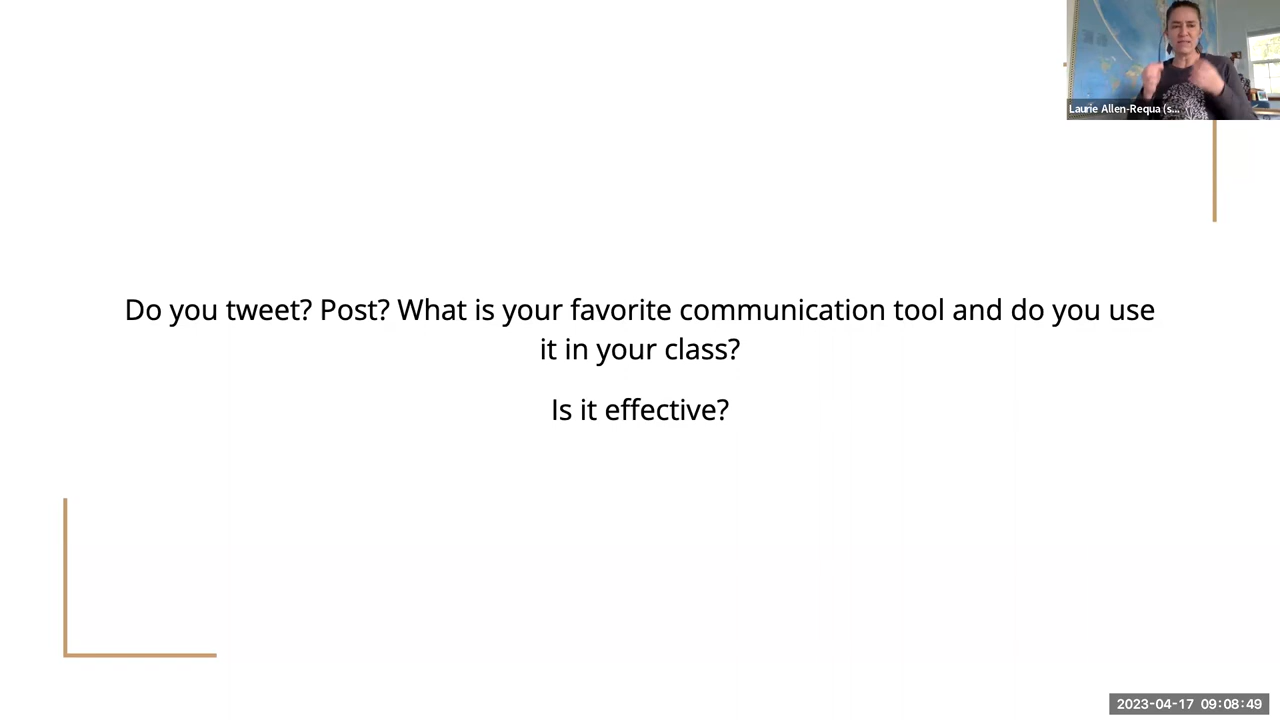 Laurie Allen-Requa (s...
Do you tweet? Post? What is your favorite communication tool and do you use
it in your class?
Is it effective?
2023-04-17 09:08:49